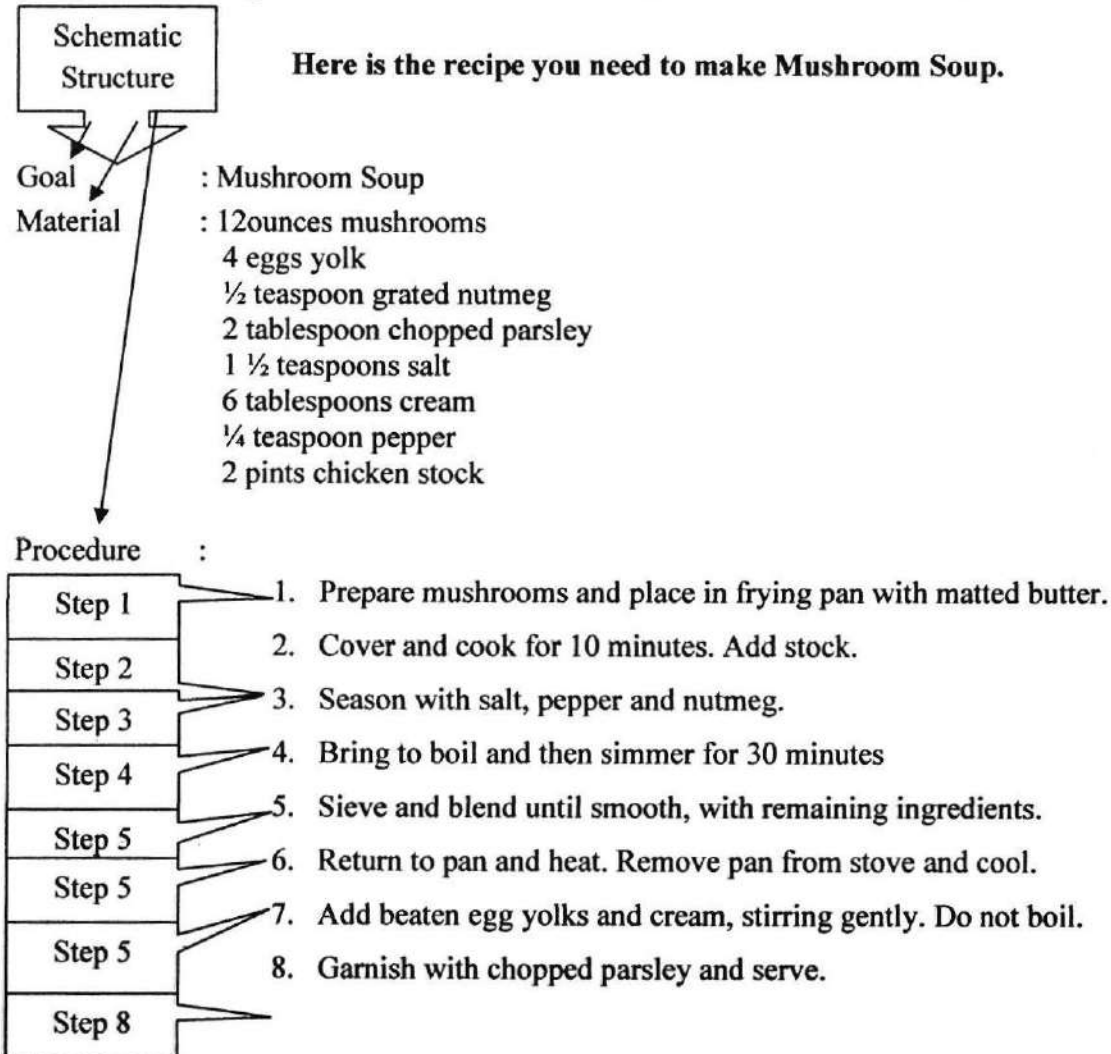 Schematic
Structure
Here is the recipe you need to make Mushroom Soup.
Goal : Mushroom Soup
Material : 12ounces mushrooms
4 eggs yolk
½ teaspoon grated nutmeg
2 tablespoon chopped parsley
1 ½ teaspoons salt
6 tablespoons cream
¼ teaspoon pepper
2 pints chicken stock
Procedure :
Step 1 1. Prepare mushrooms and place in frying pan with matted butter.
Step 2 2. Cover and cook for 10 minutes. Add stock.
Step 3 3. Season with salt, pepper and nutmeg.
Step 4 4. Bring to boil and then simmer for 30 minutes
Step 5 5. Sieve and blend until smooth, with remaining ingredients.
Step 5 6. Return to pan and heat. Remove pan from stove and cool.
Step 5 7. Add beaten egg yolks and cream, stirring gently. Do not boil.
8. Garnish with chopped parsley and serve.
Step 8